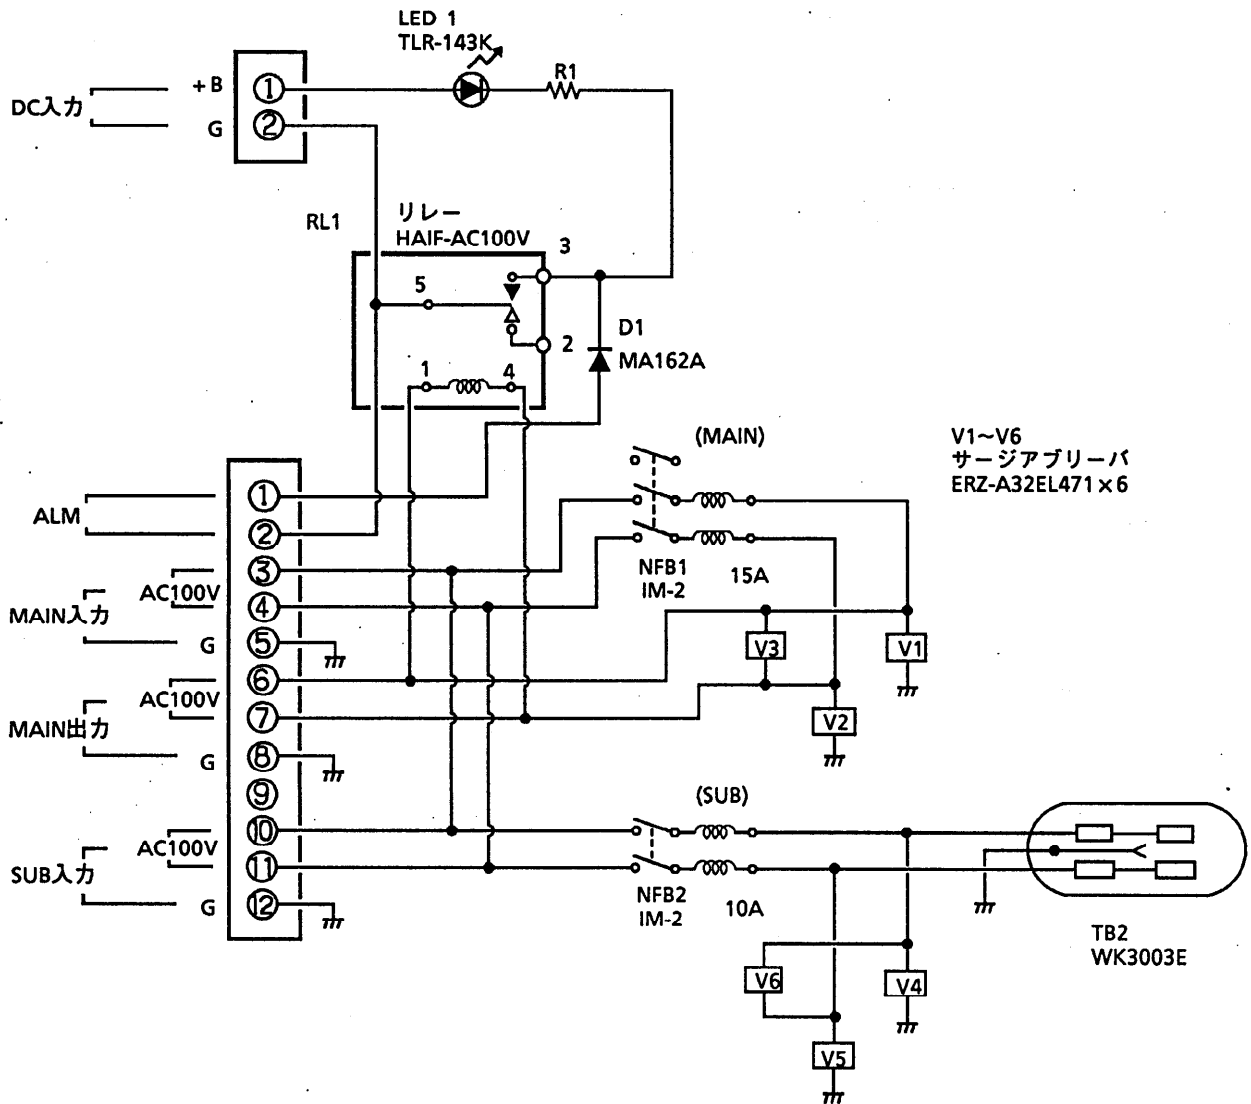 LED 1
TLR-143K
R1
DC入力
+B
G
①
②
RL1
リレー
HAIF-AC100V
3
5
2
1
4
D1
MA162A
(MAIN)
V1~V6
サージアブソーバ
ERZ-A32EL471×6
NFB1
IM-2
15A
ALM
①
②
③
④
⑤
⑥
⑦
⑧
⑨
⑩
⑪
⑫
AC100V
MAIN入力
G
AC100V
MAIN出力
G
AC100V
SUB入力
G
V3
V1
V2
(SUB)
NFB2
IM-2
10A
TB2
WK3003E
V6
V4
V5